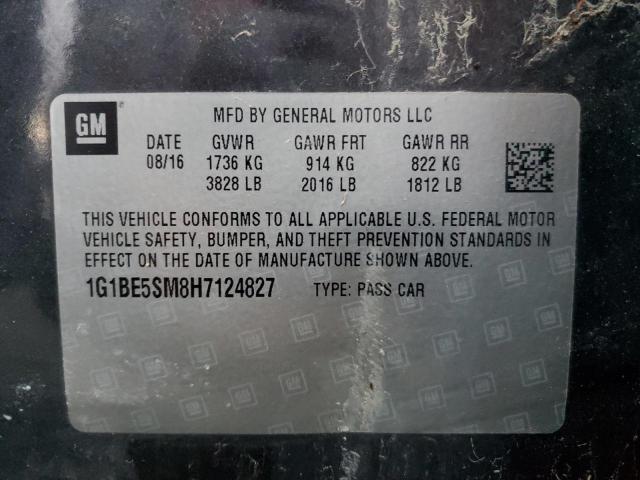 GM
MFD BY GENERAL MOTORS LLC
DATE GVWR GAWR FRT GAWR RR
08/16 1736 KG 914 KG 822 KG
3828 LB 2016 LB 1812 LB
THIS VEHICLE CONFORMS TO ALL APPLICABLE U.S. FEDERAL MOTOR
VEHICLE SAFETY, BUMPER, AND THEFT PREVENTION STANDARDS IN
EFFECT ON THE DATE OF MANUFACTURE SHOWN ABOVE.
1G1BE5SM8H7124827 TYPE: PASS CAR